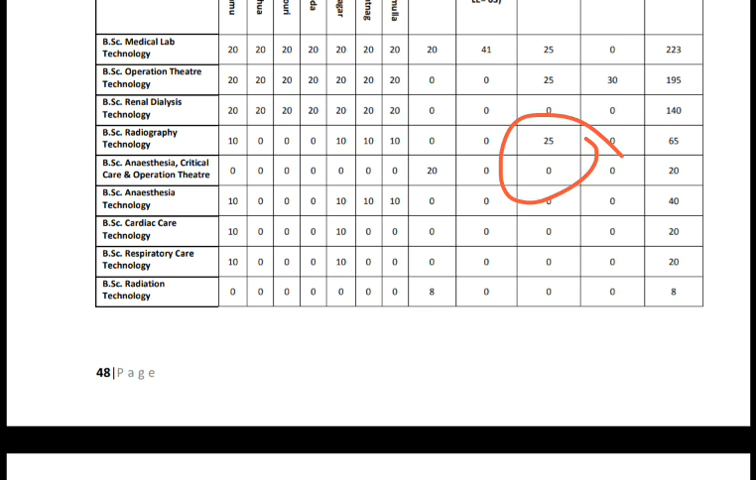 mu hua ouri da agar tnag mulla
B.Sc. Medical Lab
Technology 20 20 20 20 20 20 20 20 41 25 0 223
B.Sc. Operation Theatre
Technology 20 20 20 20 20 20 20 0 0 25 30 195
B.Sc. Renal Dialysis
Technology 20 20 20 20 20 20 20 0 0 0 0 140
B.Sc. Radiography
Technology 10 0 0 0 10 10 10 0 0 25 0 65
B.Sc. Anaesthesia, Critical
Care & Operation Theatre 0 0 0 0 0 0 0 20 0 0 0 20
B.Sc. Anaesthesia
Technology 10 0 0 0 10 10 10 0 0 0 0 40
B.Sc. Cardiac Care
Technology 10 0 0 0 10 0 0 0 0 0 0 20
B.Sc. Respiratory Care
Technology 10 0 0 0 10 0 0 0 0 0 0 20
B.Sc. Radiation
Technology 0 0 0 0 0 0 0 8 0 0 0 8
48|Page